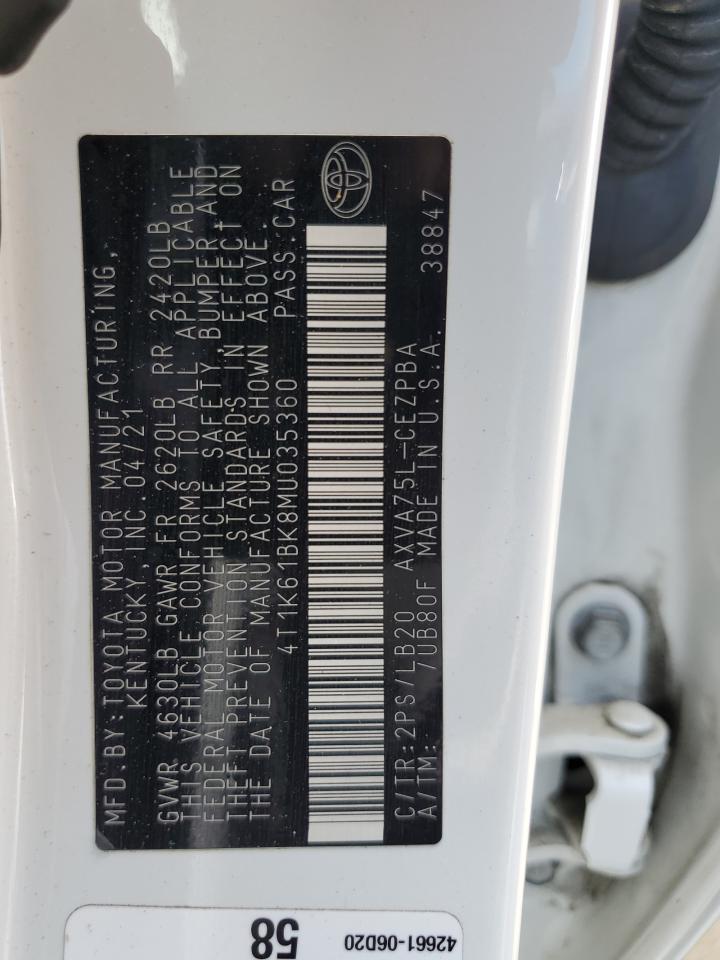 MFD.BY:TOYOTA MOTOR MANUFACTURING,
KENTUCKY,INC.04/21
GVWR 4630LB GAWR FR 2620LB RR 2420LB
THIS VEHICLE CONFORMS TO ALL APPLICABLE
FEDERAL MOTOR VEHICLE SAFETY, BUMPER, AND
THEFT PREVENTION STANDARDS IN EFFECT ON
THE DATE OF MANUFACTURE SHOWN ABOVE.
4T1K61BK8MU035360 PASS.CAR
C/TR:2PS/LB20 AXVA75L-CEZPBA
A/TM: /UB80F MADE IN U.S.A. 38847
58
42661-06D20